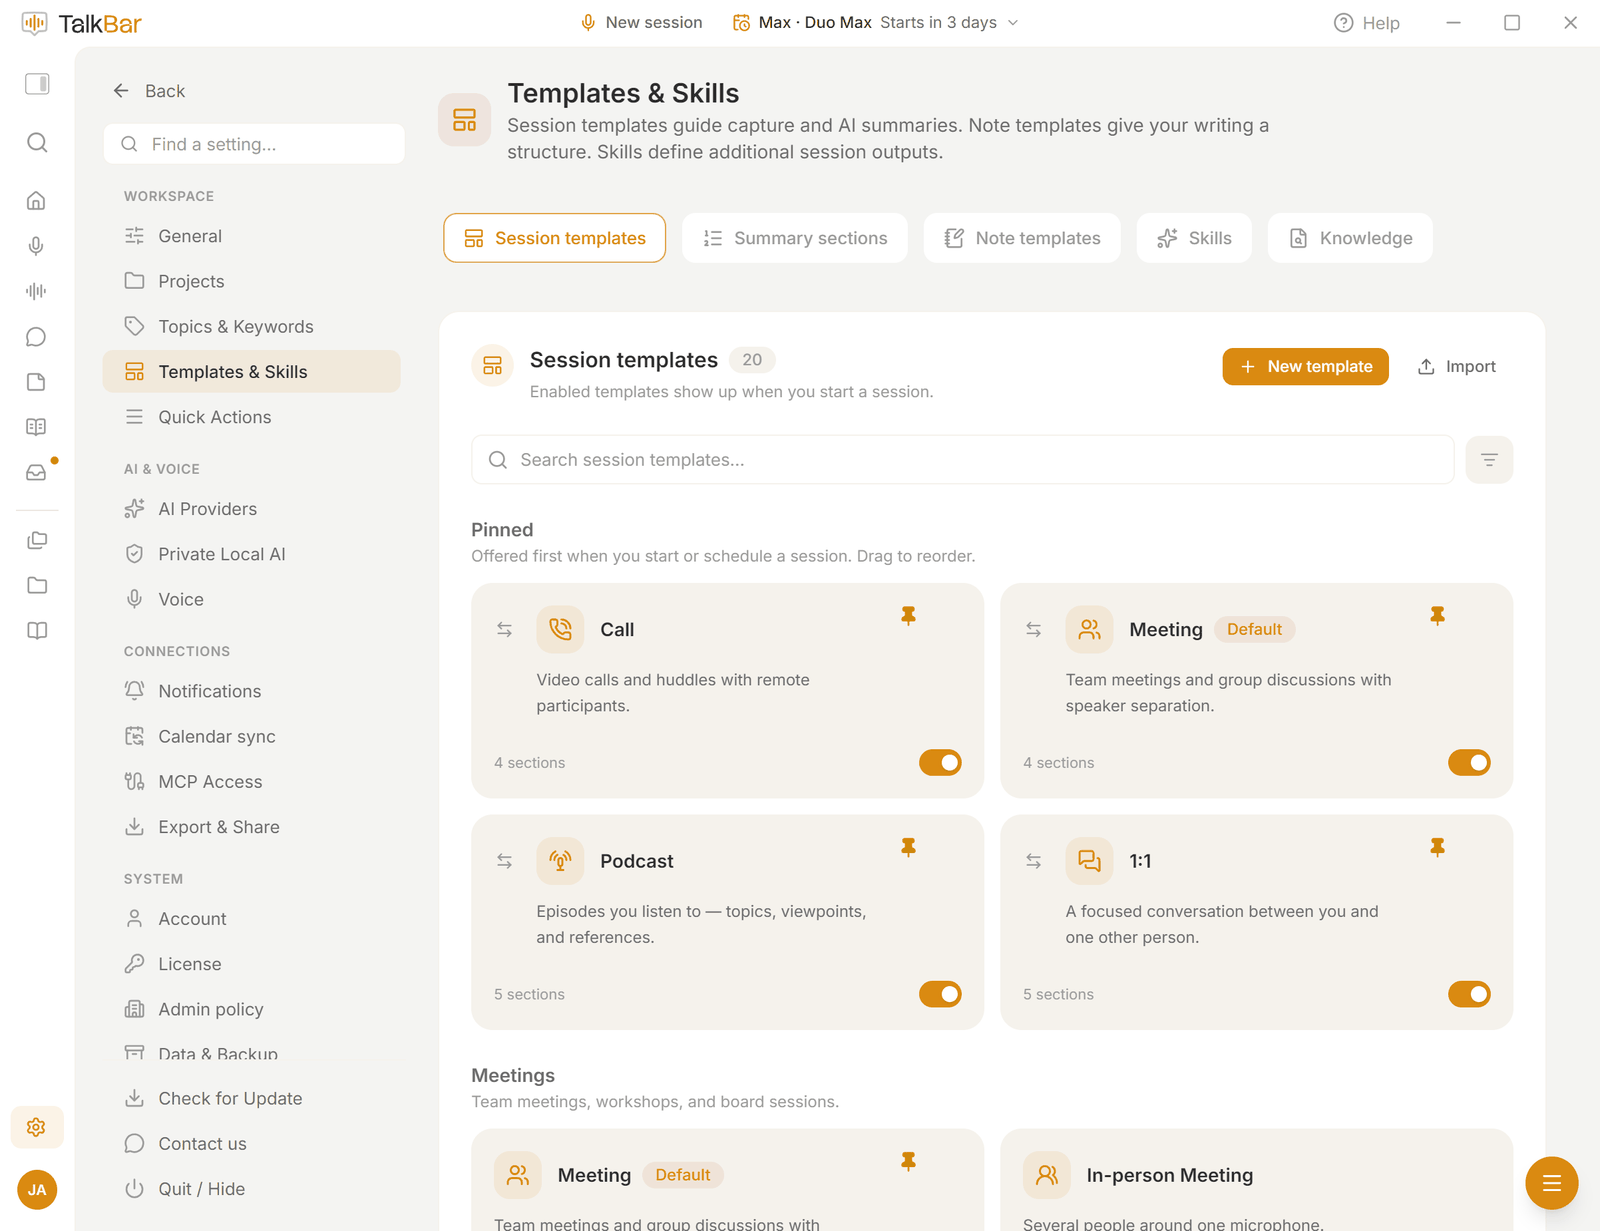 TalkBar
New session
Max · Duo Max Starts in 3 days
Help
Back
Find a setting...
WORKSPACE
General
Projects
Topics & Keywords
Templates & Skills
Quick Actions
AI & VOICE
AI Providers
Private Local AI
Voice
CONNECTIONS
Notifications
Calendar sync
MCP Access
Export & Share
SYSTEM
Account
License
Admin policy
Data & Backup
Check for Update
Contact us
Quit / Hide
JA
Templates & Skills
Session templates guide capture and AI summaries. Note templates give your writing a
structure. Skills define additional session outputs.
Session templates
Summary sections
Note templates
Skills
Knowledge
Session templates 20
Enabled templates show up when you start a session.
New template
Import
Search session templates...
Pinned
Offered first when you start or schedule a session. Drag to reorder.
Call
Video calls and huddles with remote
participants.
4 sections
Meeting Default
Team meetings and group discussions with
speaker separation.
4 sections
Podcast
Episodes you listen to — topics, viewpoints,
and references.
5 sections
1:1
A focused conversation between you and
one other person.
5 sections
Meetings
Team meetings, workshops, and board sessions.
Meeting Default
Team meetings and group discussions with
In-person Meeting
Several people around one microphone.